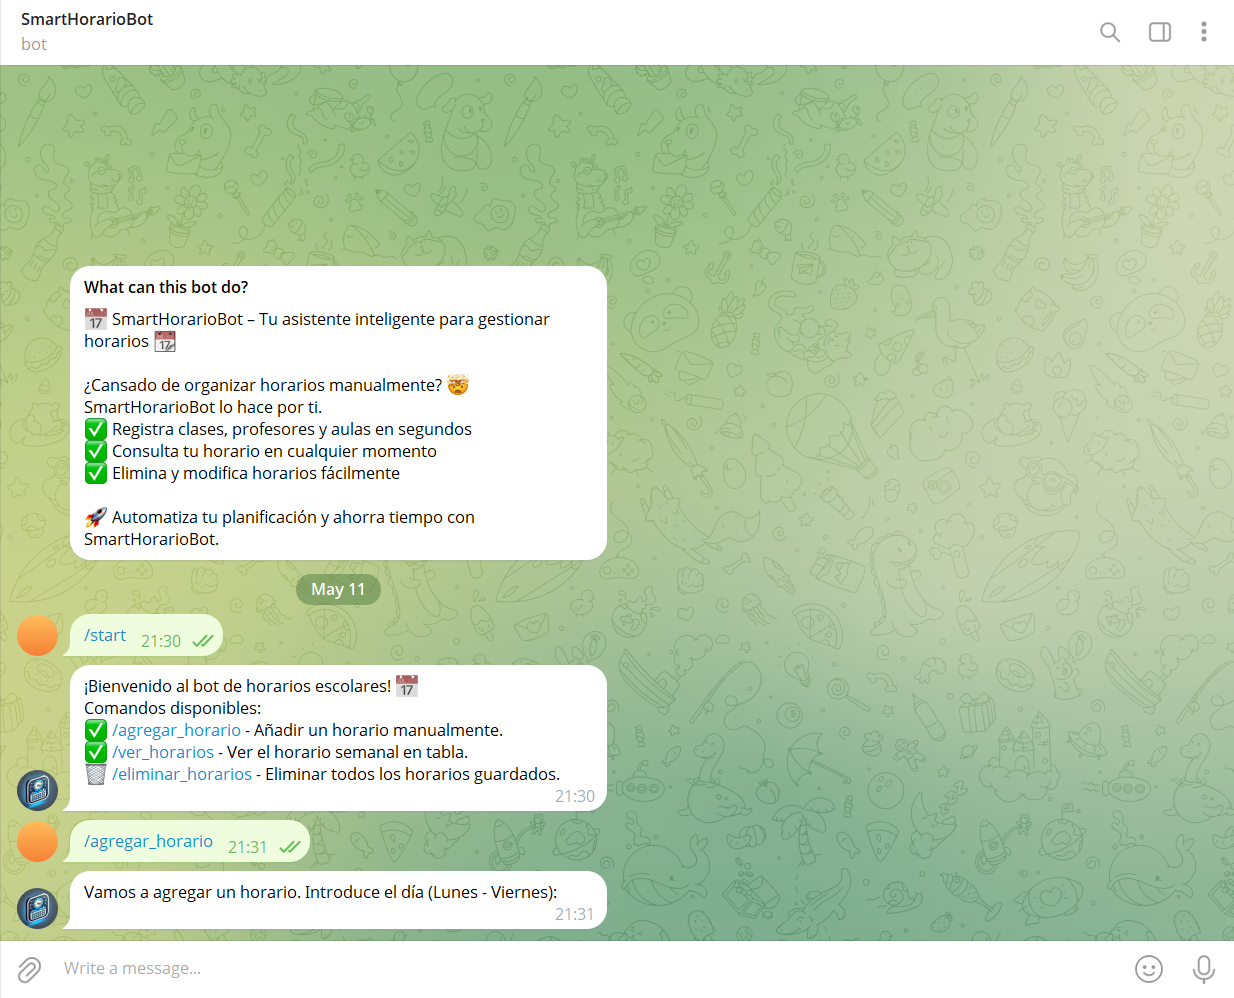 SmartHorarioBot
bot
What can this bot do?
📅 SmartHorarioBot – Tu asistente inteligente para gestionar
horarios 📆
¿Cansado de organizar horarios manualmente? 🤯
SmartHorarioBot lo hace por ti.
✅ Registra clases, profesores y aulas en segundos
✅ Consulta tu horario en cualquier momento
✅ Elimina y modifica horarios fácilmente
🚀 Automatiza tu planificación y ahorra tiempo con
SmartHorarioBot.
May 11
/start 21:30
¡Bienvenido al bot de horarios escolares! 📅
Comandos disponibles:
✅ /agregar_horario - Añadir un horario manualmente.
✅ /ver_horarios - Ver el horario semanal en tabla.
🗑️ /eliminar_horarios - Eliminar todos los horarios guardados.
21:30
/agregar_horario 21:31
Vamos a agregar un horario. Introduce el día (Lunes - Viernes):
21:31
Write a message...